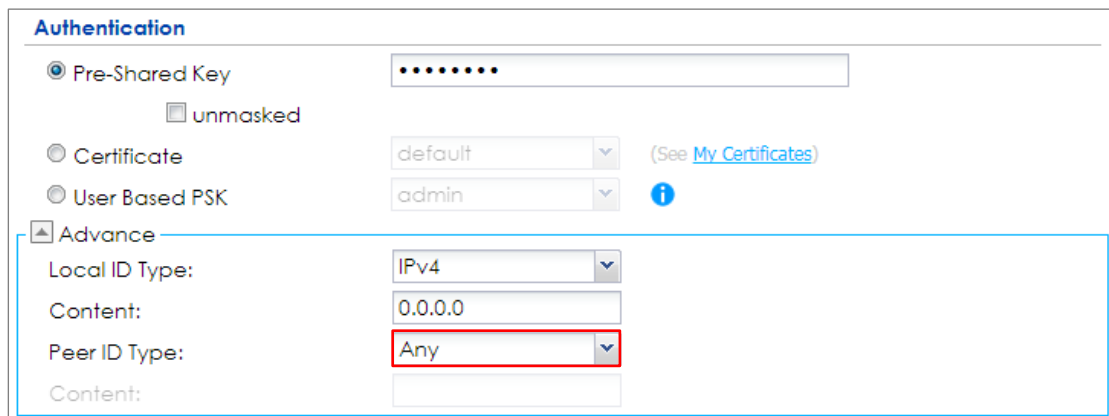 Authentication
Pre-Shared Key ••••••••
unmasked
Certificate default (See My Certificates)
User Based PSK admin i
Advance
Local ID Type: IPv4
Content: 0.0.0.0
Peer ID Type: Any
Content: